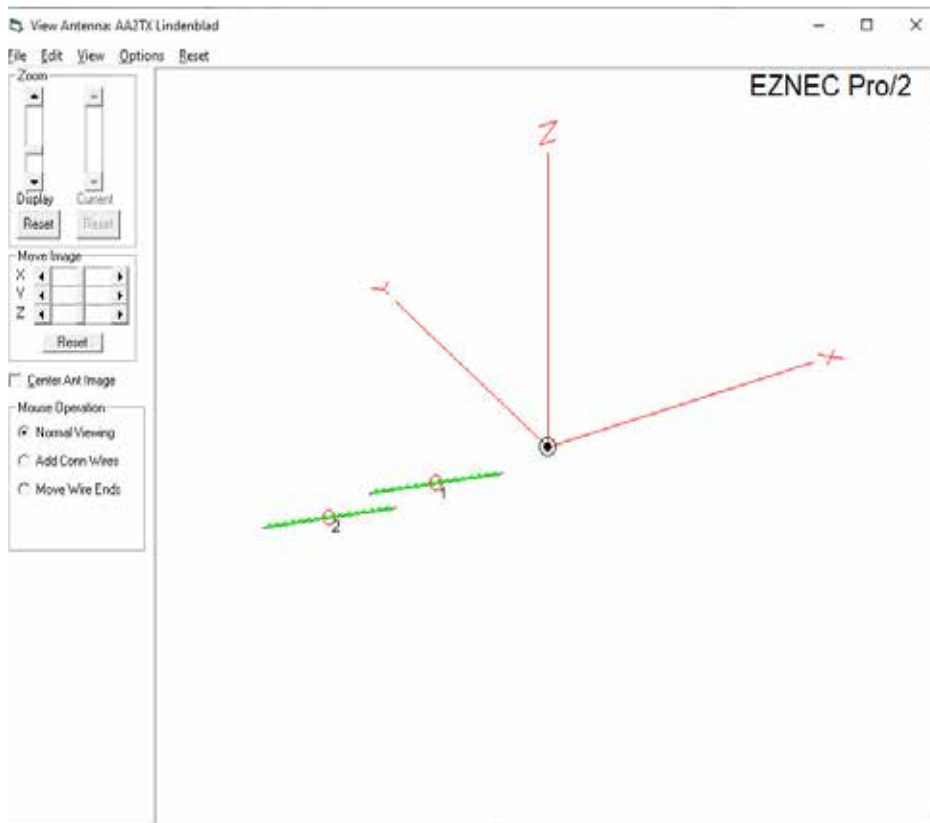 View Antenna: AA2TX Lindenblad
File Edit View Options Reset
EZNEC Pro/2
Zoom
Display Current
Reset Reset
Move Image
X
Y
Z
Reset
Center Ant Image
Mouse Operation
Normal Viewing
Add Conn Wires
Move Wire Ends
Z
Y
X
1
2